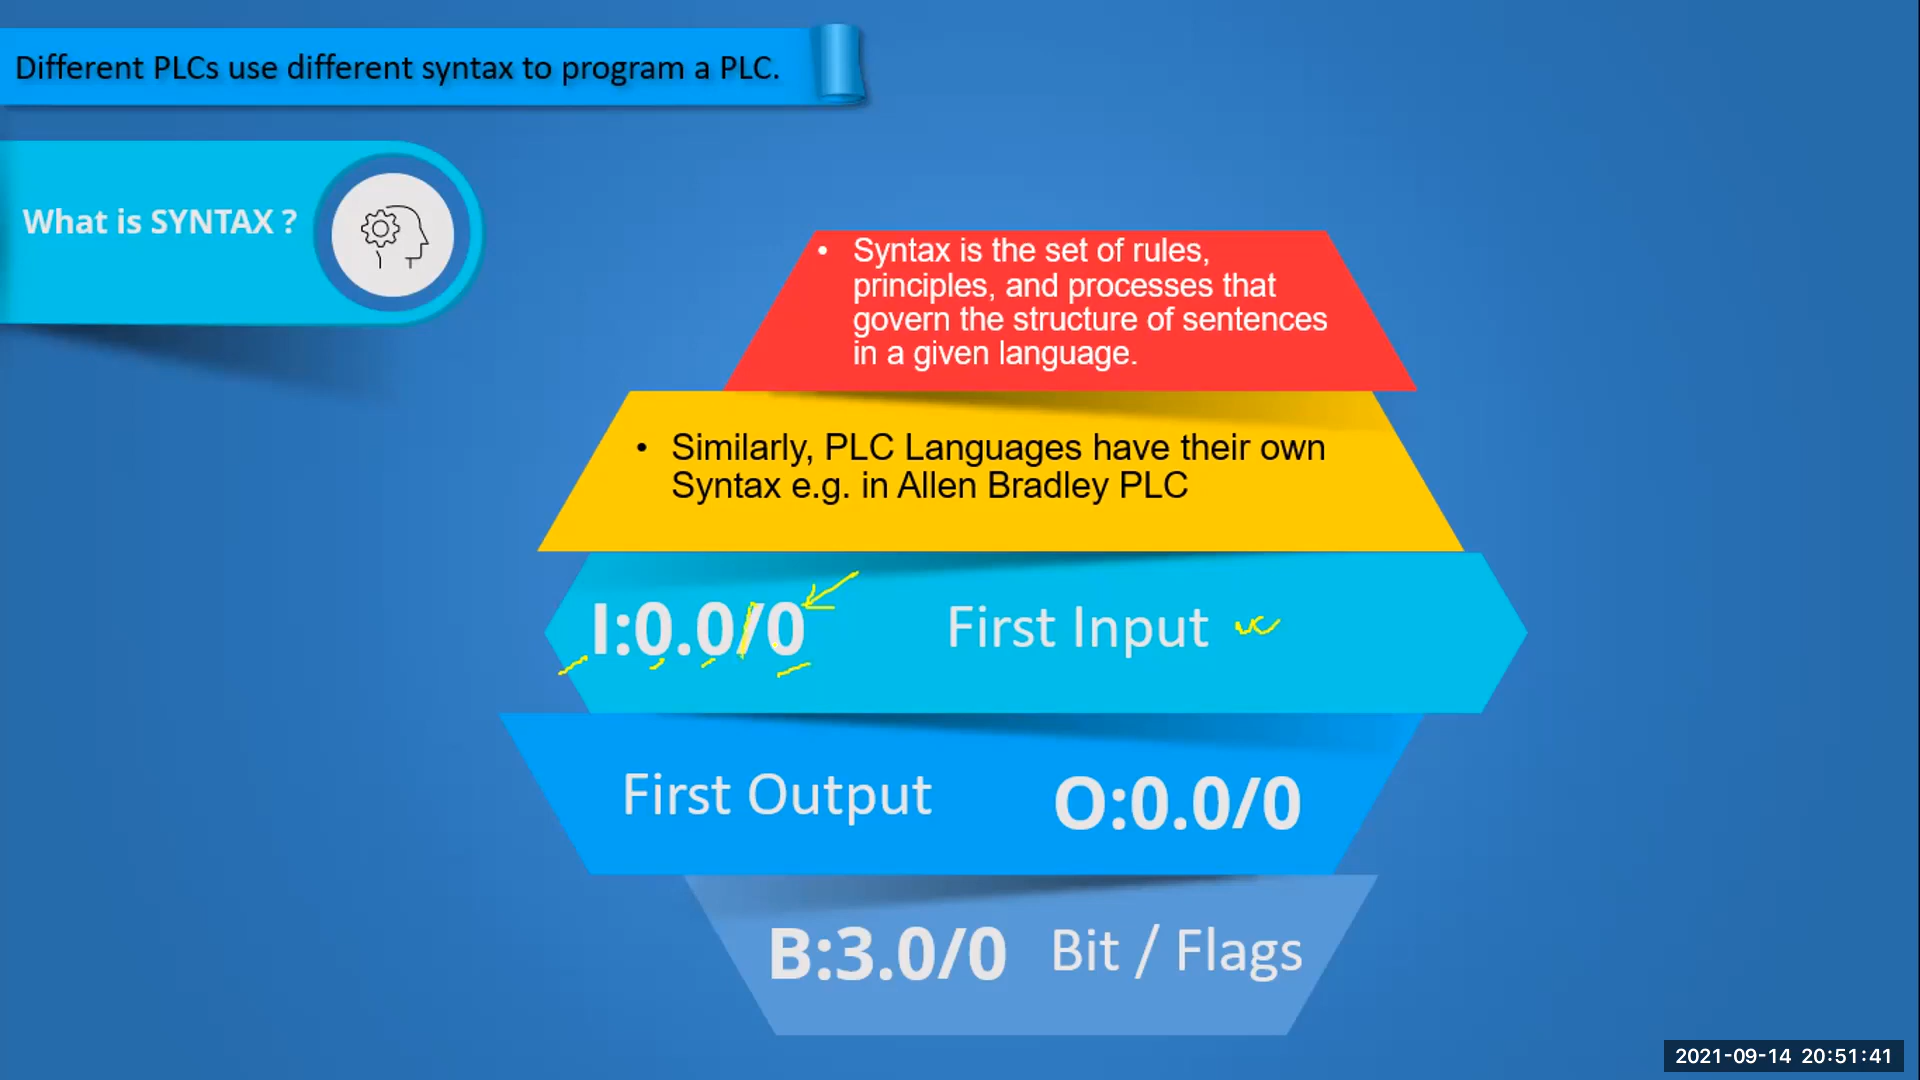 Different PLCs use different syntax to program a PLC.
What is SYNTAX ?
• Syntax is the set of rules,
principles, and processes that
govern the structure of sentences
in a given language.
• Similarly, PLC Languages have their own
Syntax e.g. in Allen Bradley PLC
I:0.0/0 First Input
First Output O:0.0/0
B:3.0/0 Bit / Flags
2021-09-14 20:51:41